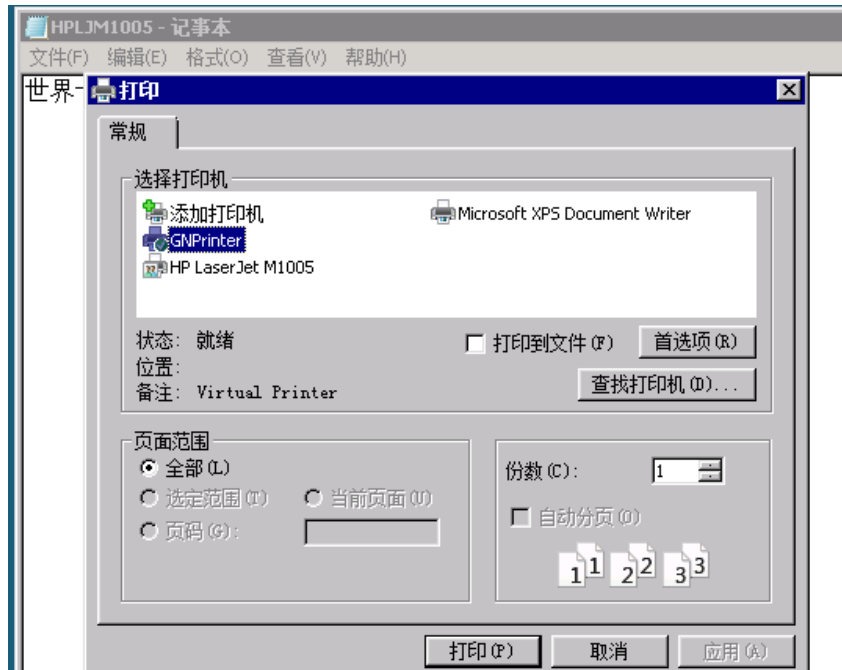 HPLJM1005 - 记事本
文件(F) 编辑(E) 格式(O) 查看(V) 帮助(H)
世界
打印
常规
选择打印机
添加打印机 Microsoft XPS Document Writer
GNPrinter
HP LaserJet M1005
状态: 就绪 打印到文件(F) 首选项(R)
位置: 查找打印机(D)...
备注: Virtual Printer
页面范围
全部(L) 份数(C): 1
选定范围(T) 当前页面(U)
页码(G): 自动分页(O)
1 1 2 2 3 3
打印(P) 取消 应用(A)